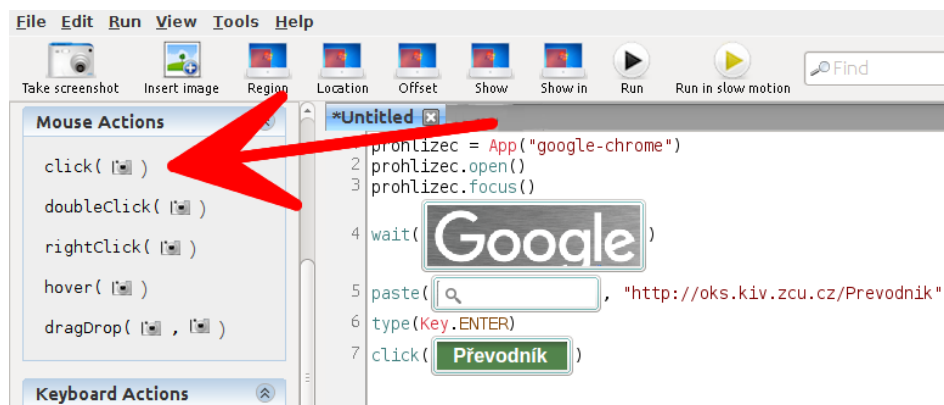 File Edit Run View Tools Help
Take screenshot Insert image Region Location Offset Show Show in Run Run in slow motion Find
Mouse Actions
*Untitled
click( )
doubleClick( )
rightClick( )
hover( )
dragDrop( , )
Keyboard Actions
1 prohlizec = App("google-chrome")
2 prohlizec.open()
3 prohlizec.focus()
4 wait( Google )
5 paste( , "http://oks.kiv.zcu.cz/Prevodnik"
6 type(Key.ENTER)
7 click( Převodník )